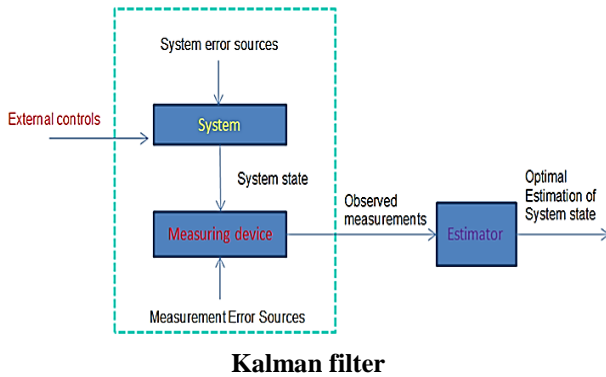 System error sources
External controls
System
System state
Measuring device
Measurement Error Sources
Observed
measurements
Estimator
Optimal
Estimation of
System state
Kalman filter